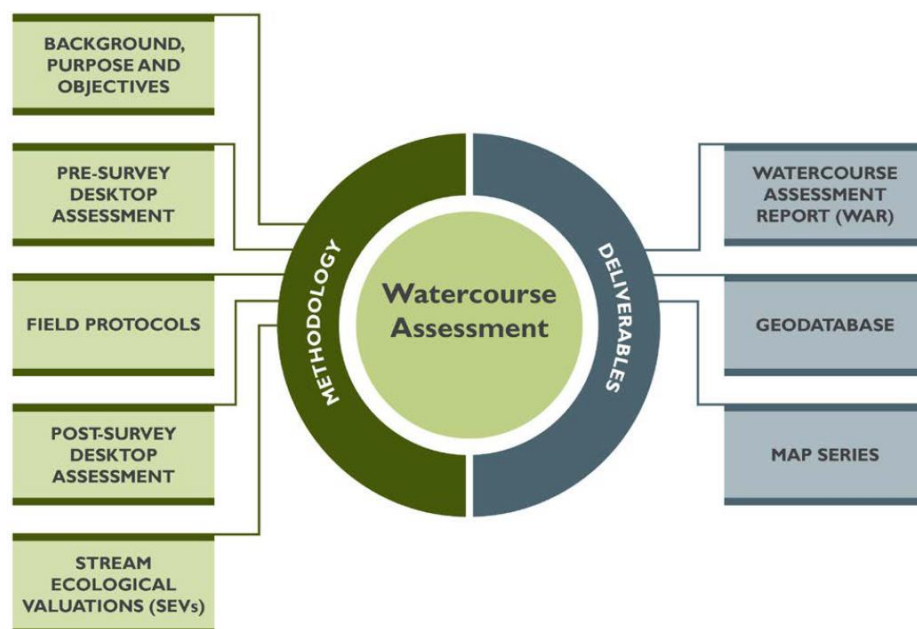 BACKGROUND,
PURPOSE AND
OBJECTIVES
PRE-SURVEY
DESKTOP
ASSESSMENT
FIELD PROTOCOLS
POST-SURVEY
DESKTOP
ASSESSMENT
STREAM
ECOLOGICAL
VALUATIONS (SEVs)
METHODOLOGY
Watercourse
Assessment
DELIVERABLES
WATERCOURSE
ASSESSMENT
REPORT (WAR)
GEODATABASE
MAP SERIES